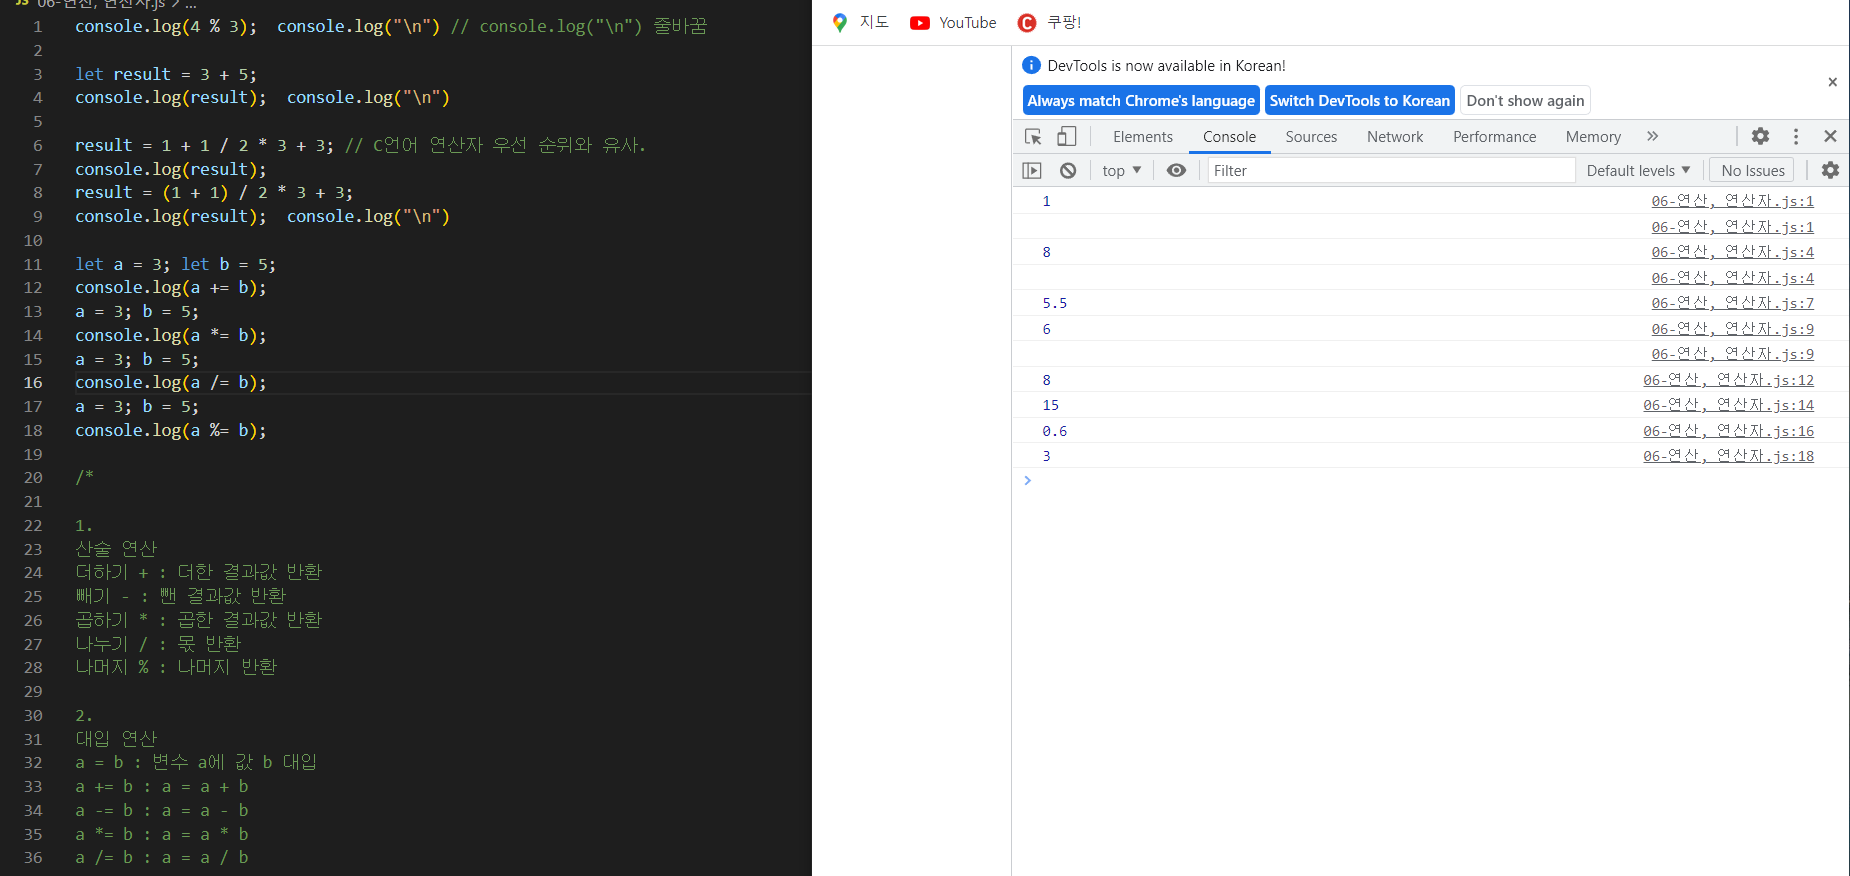 JS 06-연산, 연산자.js > ...
1 console.log(4 % 3);  console.log("\n") // console.log("\n") 줄바꿈
2
3 let result = 3 + 5;
4 console.log(result);  console.log("\n")
5
6 result = 1 + 1 / 2 * 3 + 3; // C언어 연산자 우선 순위와 유사.
7 console.log(result);
8 result = (1 + 1) / 2 * 3 + 3;
9 console.log(result);  console.log("\n")
10
11 let a = 3; let b = 5;
12 console.log(a += b);
13 a = 3; b = 5;
14 console.log(a *= b);
15 a = 3; b = 5;
16 console.log(a /= b);
17 a = 3; b = 5;
18 console.log(a %= b);
19
20 /*
21
22 1.
23 산술 연산
24 더하기 + : 더한 결과값 반환
25 빼기 - : 뺀 결과값 반환
26 곱하기 * : 곱한 결과값 반환
27 나누기 / : 몫 반환
28 나머지 % : 나머지 반환
29
30 2.
31 대입 연산
32 a = b : 변수 a에 값 b 대입
33 a += b : a = a + b
34 a -= b : a = a - b
35 a *= b : a = a * b
36 a /= b : a = a / b
지도 YouTube C 쿠팡!
DevTools is now available in Korean!
Always match Chrome's language Switch DevTools to Korean Don't show again
Elements Console Sources Network Performance Memory
top Filter Default levels No Issues
1 06-연산, 연산자.js:1
06-연산, 연산자.js:1
8 06-연산, 연산자.js:4
06-연산, 연산자.js:4
5.5 06-연산, 연산자.js:7
6 06-연산, 연산자.js:9
06-연산, 연산자.js:9
8 06-연산, 연산자.js:12
15 06-연산, 연산자.js:14
0.6 06-연산, 연산자.js:16
3 06-연산, 연산자.js:18